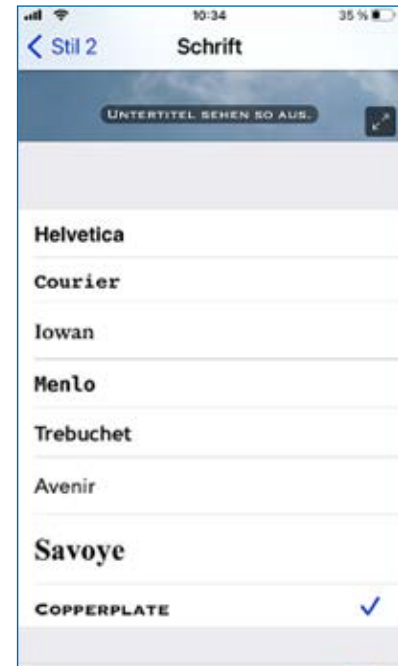 10:34
35 %
Stil 2
Schrift
UNTERTITEL SEHEN SO AUS.
Helvetica
Courier
Iowan
Menlo
Trebuchet
Avenir
Savoye
COPPERPLATE